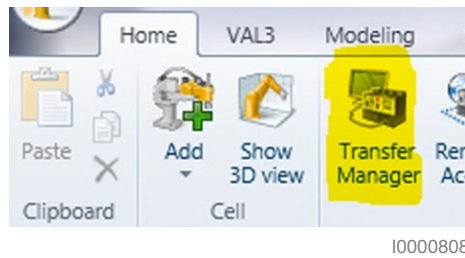 Home VAL3 Modeling
Paste
Add
Show
3D view
Transfer
Manager
Clipboard
Cell
I0000808